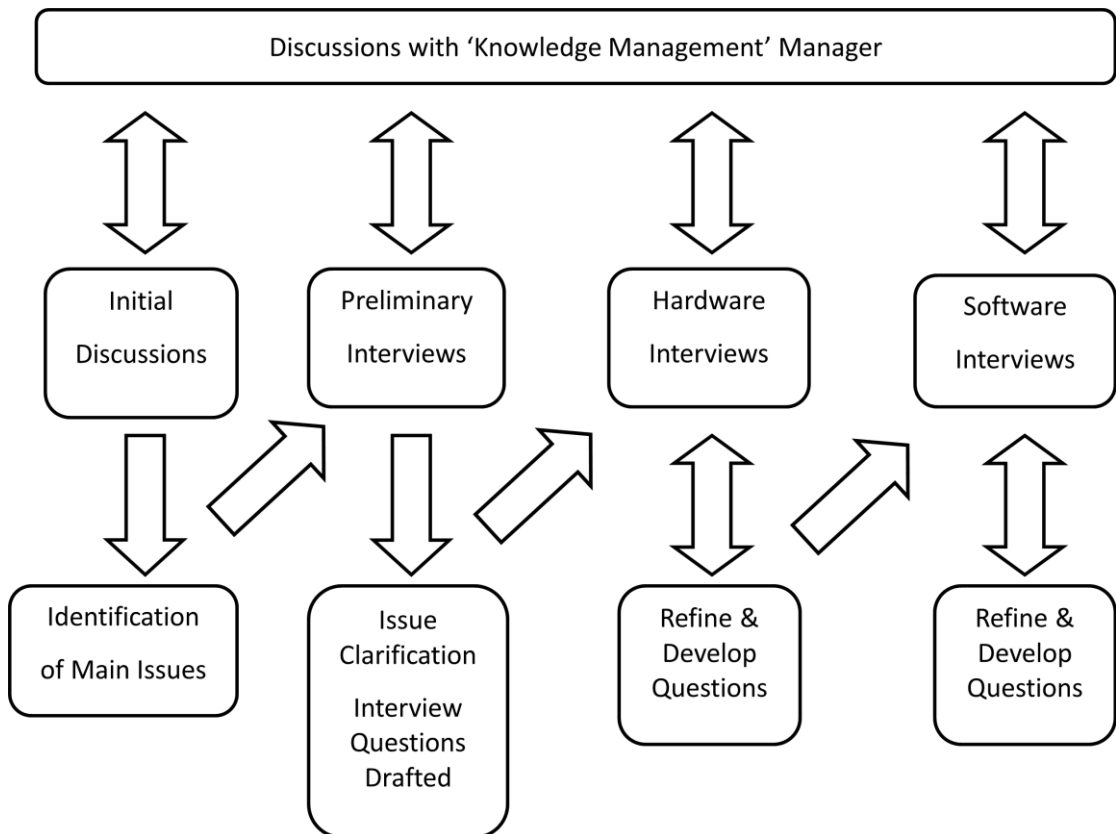 Discussions with ‘Knowledge Management’ Manager
Initial
Discussions
Preliminary
Interviews
Hardware
Interviews
Software
Interviews
Identification
of Main Issues
Issue
Clarification
Interview
Questions
Drafted
Refine &
Develop
Questions
Refine &
Develop
Questions